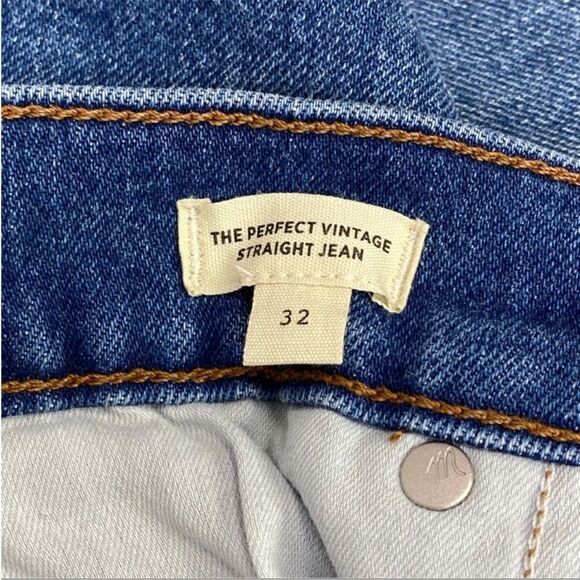 THE PERFECT VINTAGE
STRAIGHT JEAN
32
m